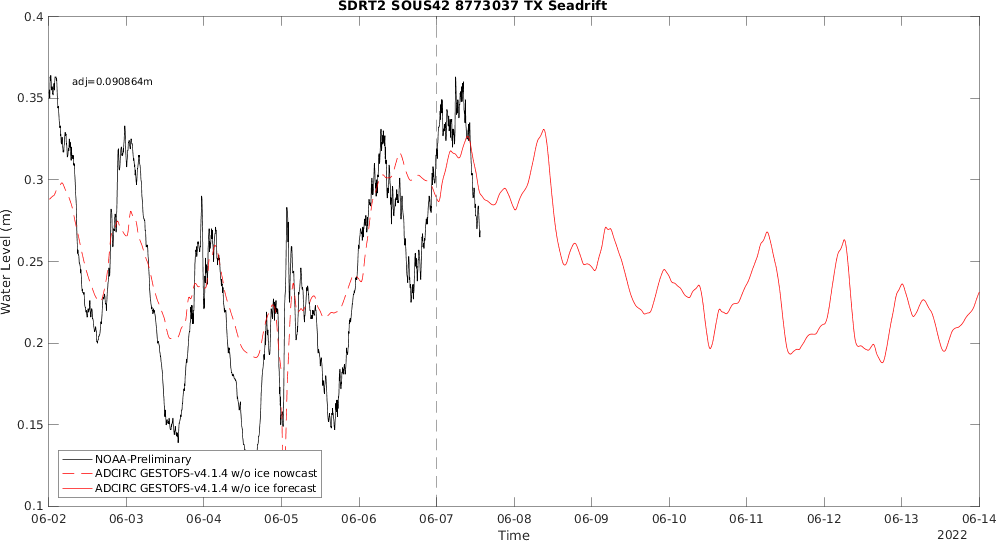 SDRT2 SOUS42 8773037 TX Seadrift
adj=0.090864m
Water Level (m)
0.4
0.35
0.3
0.25
0.2
0.15
0.1
NOAA-Preliminary
ADCIRC GESTOFS-v4.1.4 w/o ice nowcast
ADCIRC GESTOFS-v4.1.4 w/o ice forecast
06-02 06-03 06-04 06-05 06-06 06-07 06-08 06-09 06-10 06-11 06-12 06-13 06-14
Time
2022